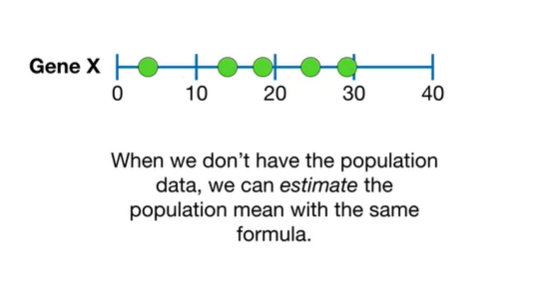 Gene X
0 10 20 30 40
When we don't have the population
data, we can estimate the
population mean with the same
formula.